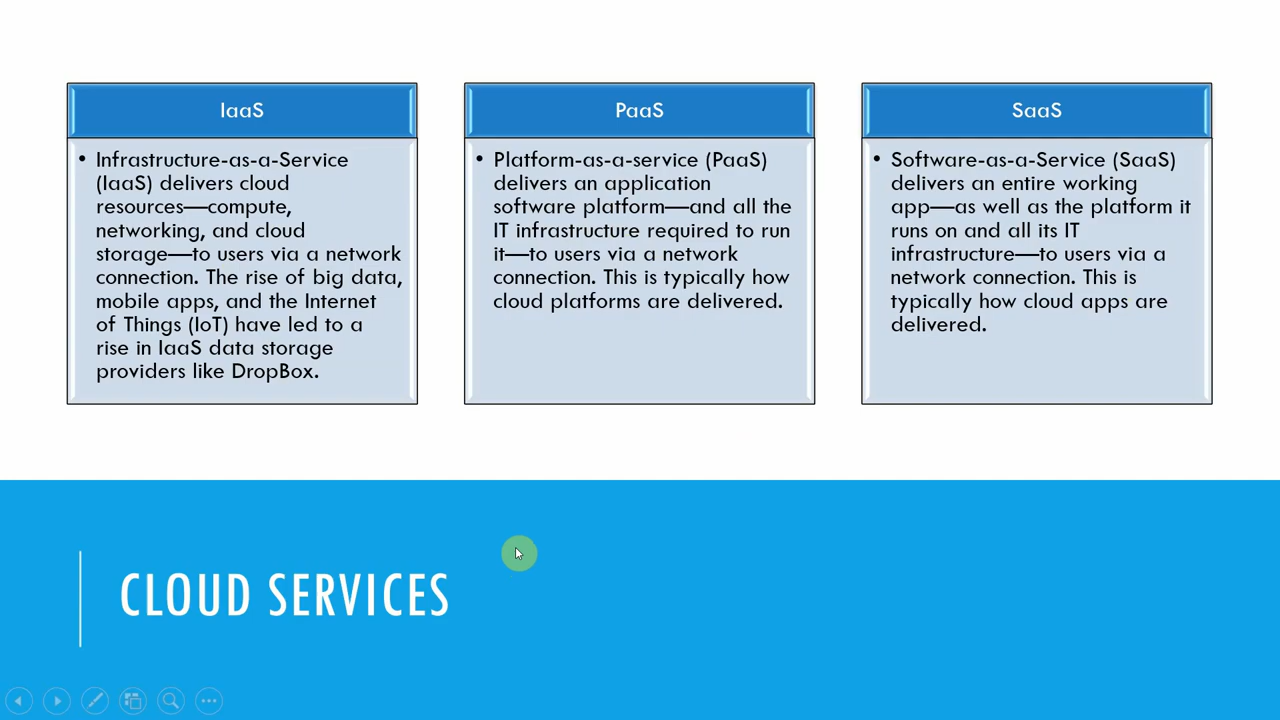 IaaS
• Infrastructure-as-a-Service
(IaaS) delivers cloud
resources—compute,
networking, and cloud
storage—to users via a network
connection. The rise of big data,
mobile apps, and the Internet
of Things (IoT) have led to a
rise in IaaS data storage
providers like DropBox.
PaaS
• Platform-as-a-service (PaaS)
delivers an application
software platform—and all the
IT infrastructure required to run
it—to users via a network
connection. This is typically how
cloud platforms are delivered.
SaaS
• Software-as-a-Service (SaaS)
delivers an entire working
app—as well as the platform it
runs on and all its IT
infrastructure—to users via a
network connection. This is
typically how cloud apps are
delivered.
CLOUD SERVICES